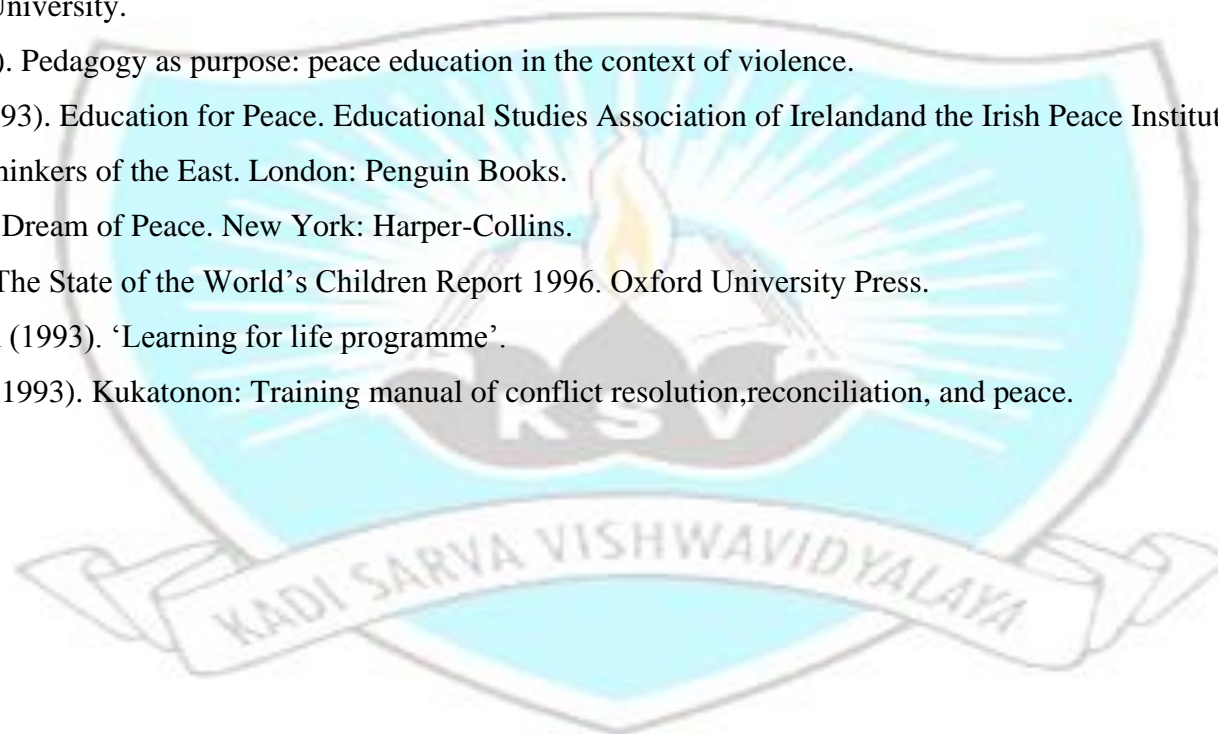 University.
). Pedagogy as purpose: peace education in the context of violence.
93). Education for Peace. Educational Studies Association of Irelandand the Irish Peace Institut
hinkers of the East. London: Penguin Books.
Dream of Peace. New York: Harper-Collins.
The State of the World’s Children Report 1996. Oxford University Press.
(1993). ‘Learning for life programme’.
1993). Kukatonon: Training manual of conflict resolution,reconciliation, and peace.
KSV
KADI SARVA VISHWAVIDYALAYA